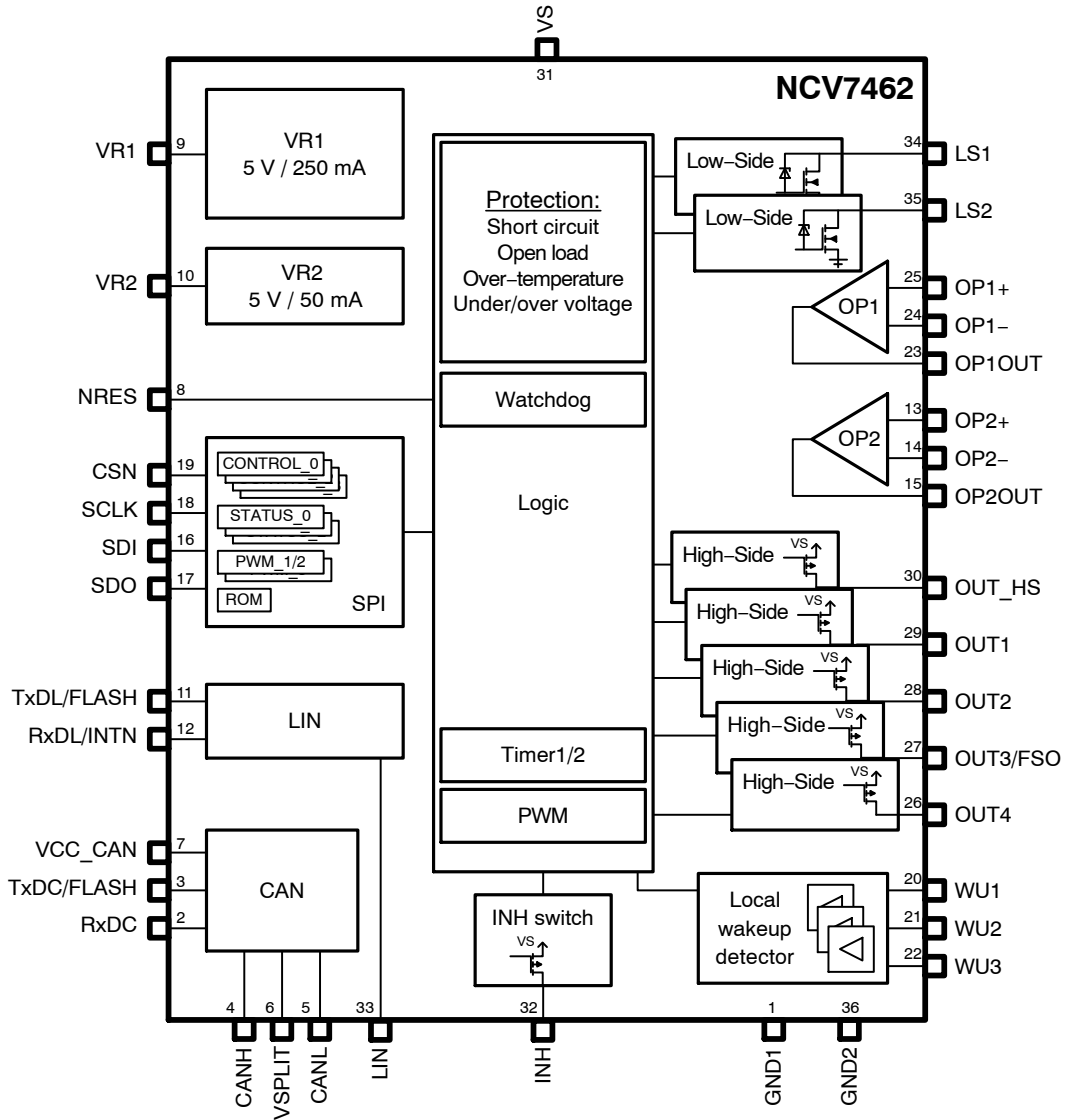 VS
31
NCV7462
VR1
9
VR1
5 V / 250 mA
VR2
10
VR2
5 V / 50 mA
NRES
8
Protection:
Short circuit
Open load
Over−temperature
Under/over voltage
Watchdog
Logic
Timer1/2
PWM
CSN
19
SCLK
18
SDI
16
SDO
17
CONTROL_0
STATUS_0
PWM_1/2
ROM
SPI
TxDL/FLASH
11
RxDL/INTN
12
LIN
VCC_CAN
7
TxDC/FLASH
3
RxDC
2
CAN
INH switch
VS
Low−Side
34
LS1
Low−Side
35
LS2
OP1
25
OP1+
24
OP1−
23
OP1OUT
OP2
13
OP2+
14
OP2−
15
OP2OUT
High−Side
VS
30
OUT_HS
High−Side
VS
29
OUT1
High−Side
VS
28
OUT2
High−Side
VS
27
OUT3/FSO
High−Side
VS
26
OUT4
Local
wakeup
detector
20
WU1
21
WU2
22
WU3
4
6
5
33
32
1
36
CANH
VSPLIT
CANL
LIN
INH
GND1
GND2